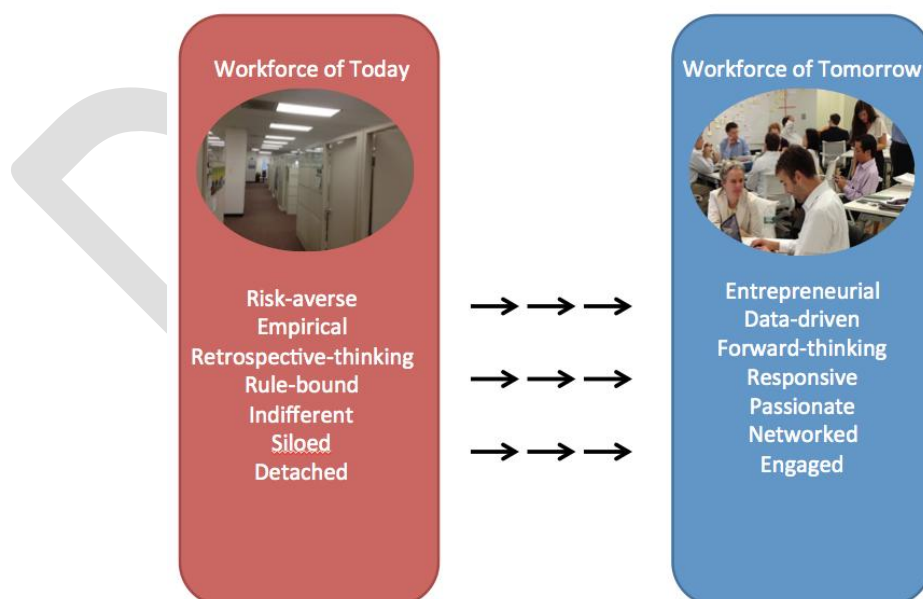 Workforce of Today
Risk-averse
Empirical
Retrospective-thinking
Rule-bound
Indifferent
Siloed
Detached
Workforce of Tomorrow
Entrepreneurial
Data-driven
Forward-thinking
Responsive
Passionate
Networked
Engaged